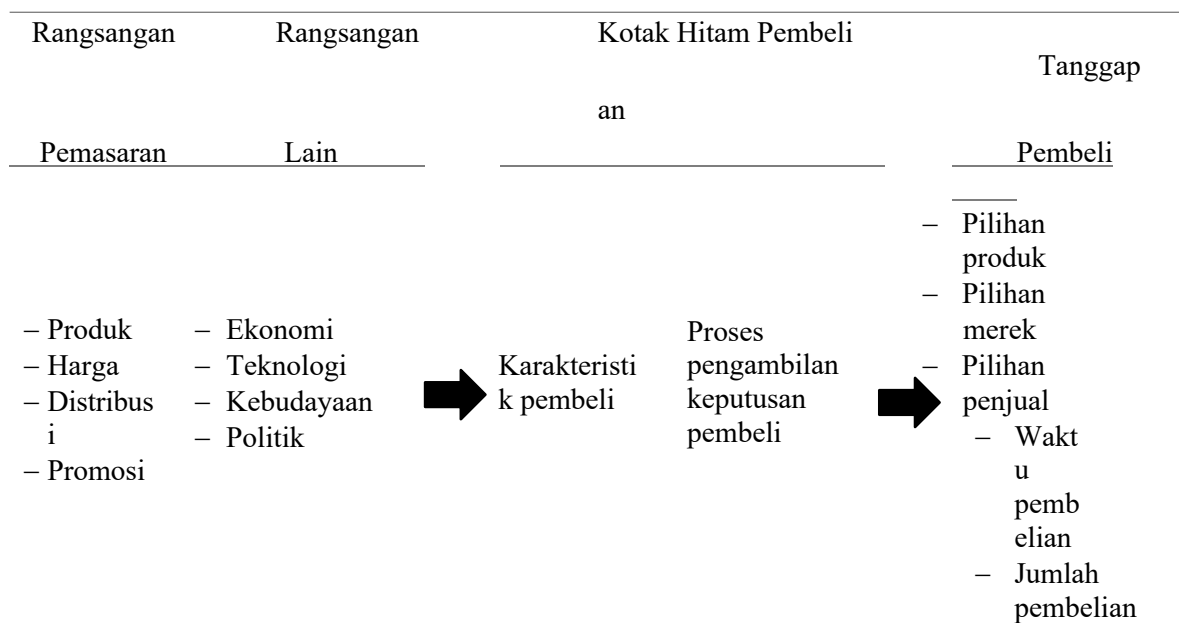 Rangsangan Rangsangan Kotak Hitam Pembeli
Tanggap
an
Pemasaran Lain Pembeli
– Produk
– Harga
– Distribus
i
– Promosi
– Ekonomi
– Teknologi
– Kebudayaan
– Politik
Karakteristi
k pembeli
Proses
pengambilan
keputusan
pembeli
– Pilihan
produk
– Pilihan
merek
– Pilihan
penjual
– Wakt
u
pemb
elian
– Jumlah
pembelian